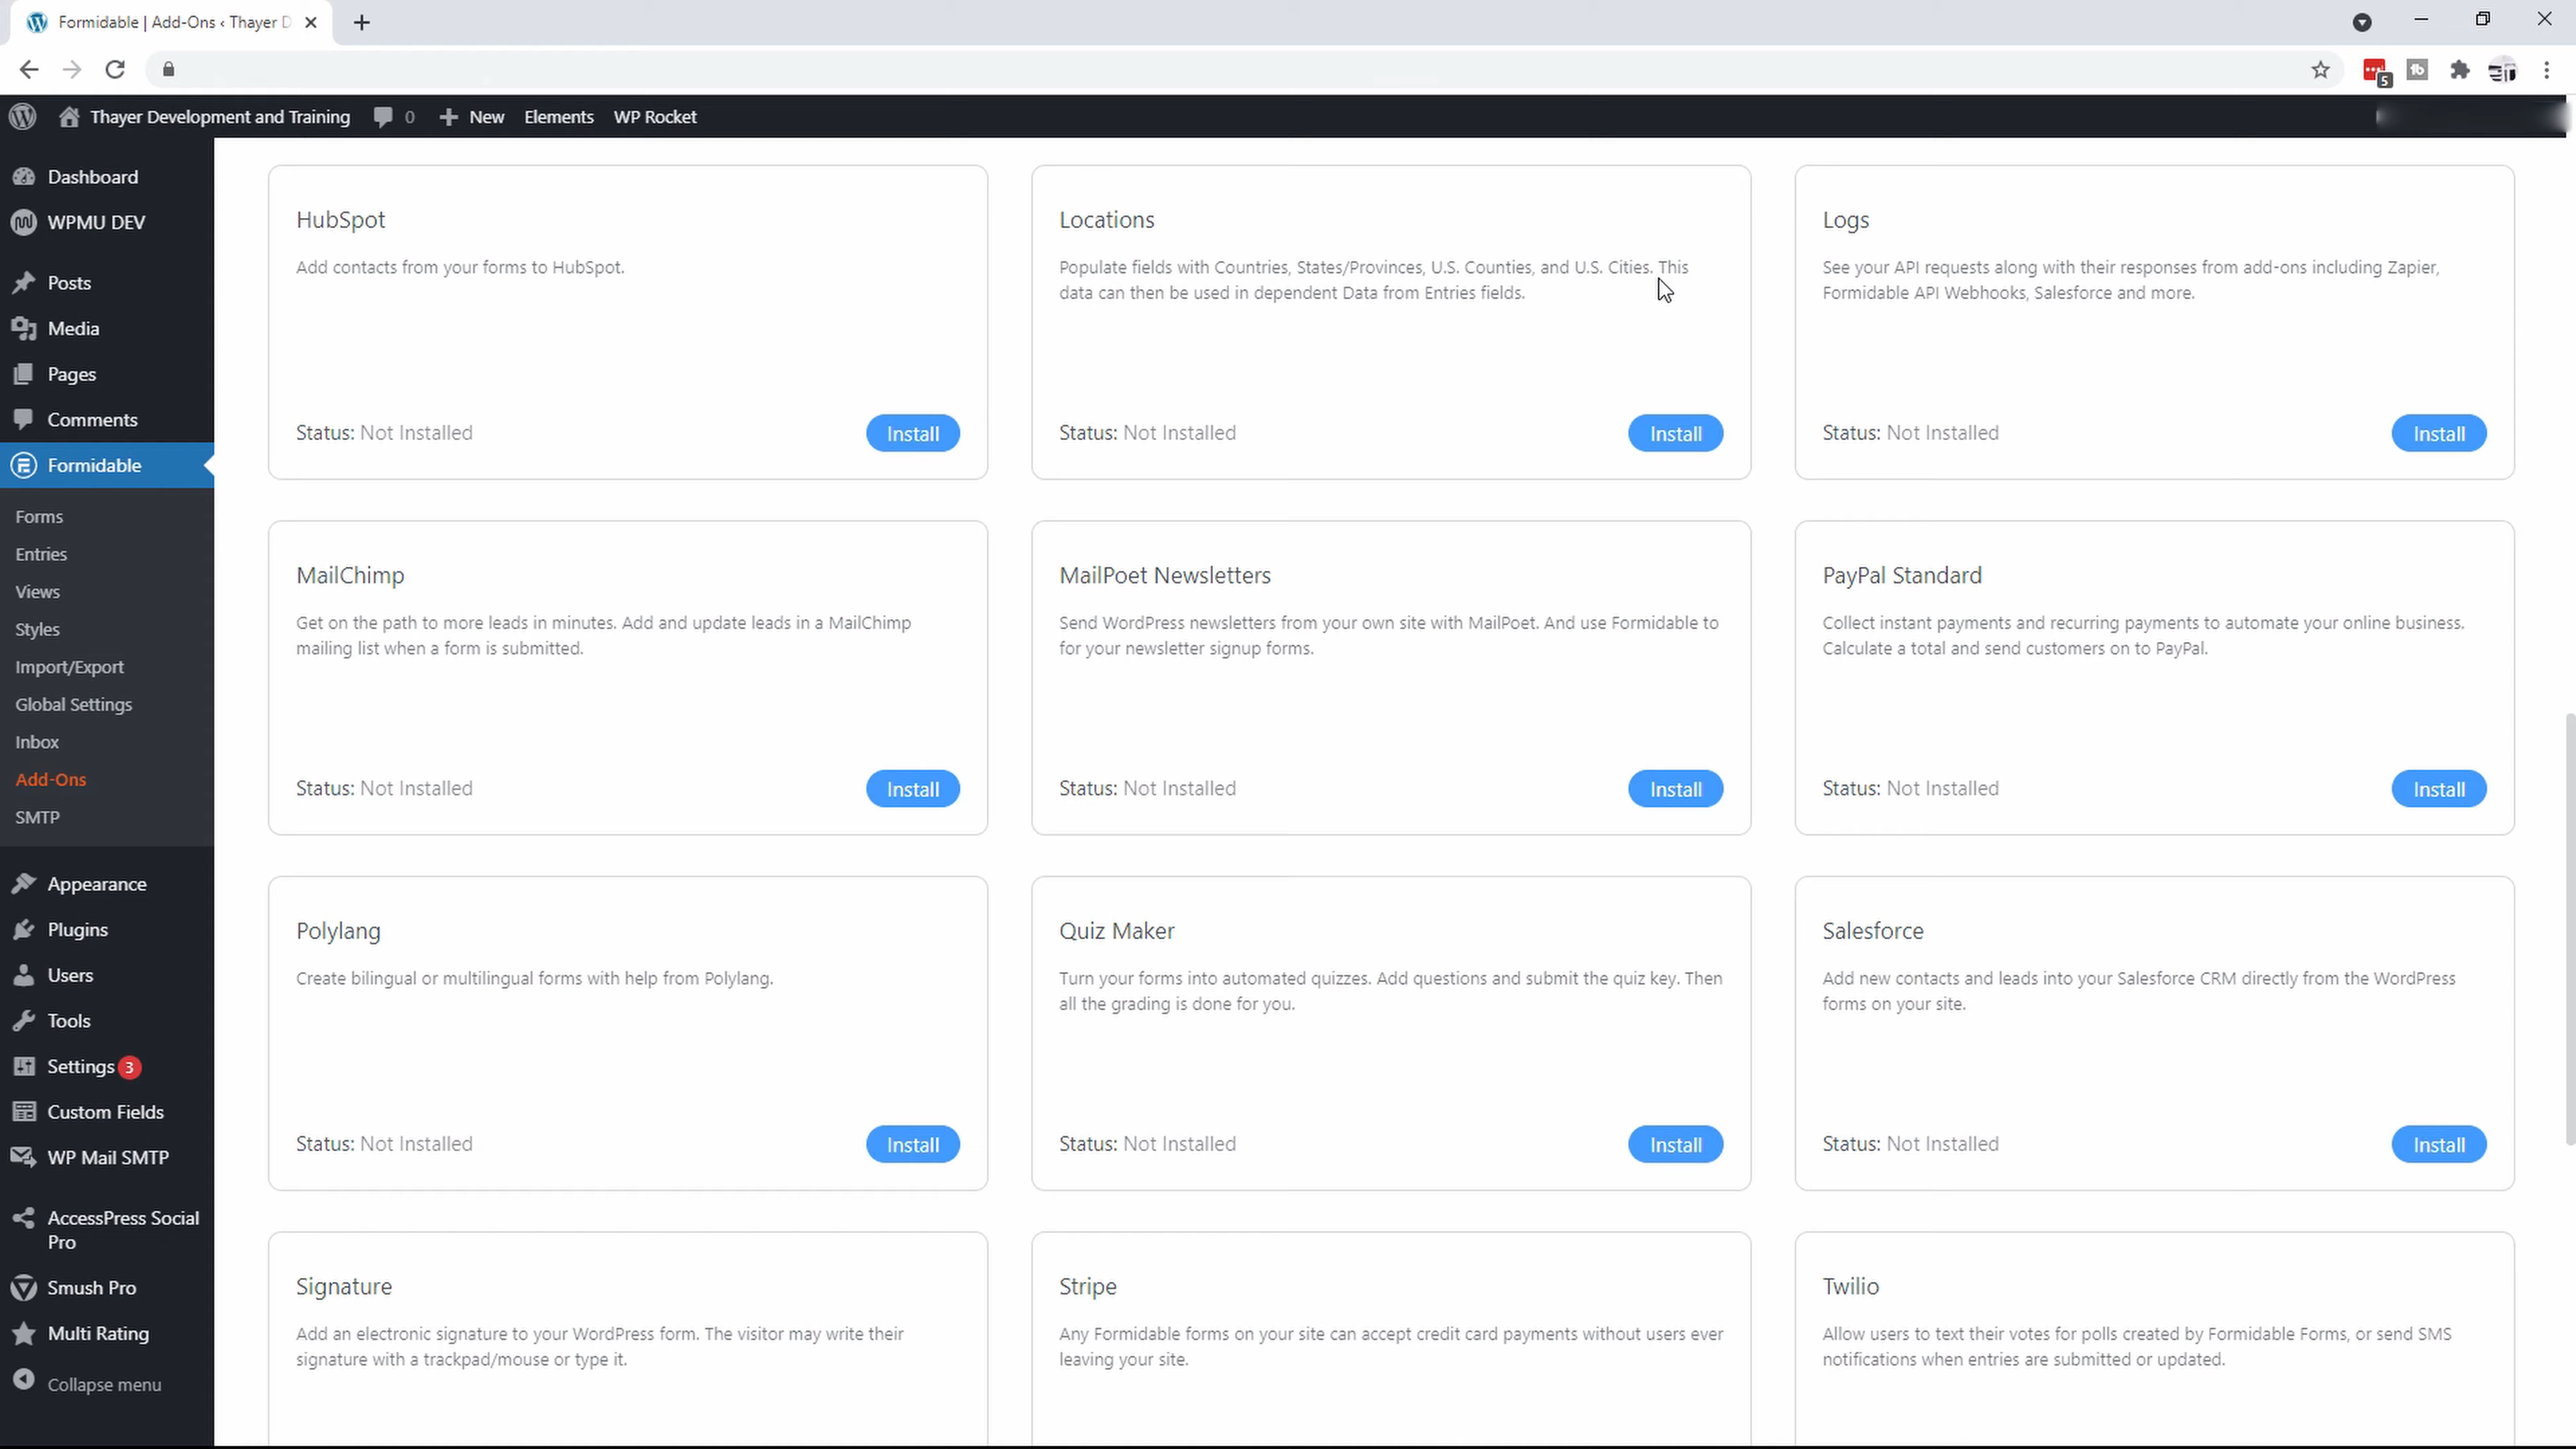 Formidable | Add-Ons ‹ Thayer D
5
Thayer Development and Training 0 New Elements WP Rocket
Dashboard
WPMU DEV
Posts
Media
Pages
Comments
Formidable
Forms
Entries
Views
Styles
Import/Export
Global Settings
Inbox
Add-Ons
SMTP
Appearance
Plugins
Users
Tools
Settings 3
Custom Fields
WP Mail SMTP
AccessPress Social
Pro
Smush Pro
Multi Rating
Collapse menu
HubSpot
Add contacts from your forms to HubSpot.
Status: Not Installed
Install
Locations
Populate fields with Countries, States/Provinces, U.S. Counties, and U.S. Cities. This
data can then be used in dependent Data from Entries fields.
Status: Not Installed
Install
Logs
See your API requests along with their responses from add-ons including Zapier,
Formidable API Webhooks, Salesforce and more.
Status: Not Installed
Install
MailChimp
Get on the path to more leads in minutes. Add and update leads in a MailChimp
mailing list when a form is submitted.
Status: Not Installed
Install
MailPoet Newsletters
Send WordPress newsletters from your own site with MailPoet. And use Formidable to
for your newsletter signup forms.
Status: Not Installed
Install
PayPal Standard
Collect instant payments and recurring payments to automate your online business.
Calculate a total and send customers on to PayPal.
Status: Not Installed
Install
Polylang
Create bilingual or multilingual forms with help from Polylang.
Status: Not Installed
Install
Quiz Maker
Turn your forms into automated quizzes. Add questions and submit the quiz key. Then
all the grading is done for you.
Status: Not Installed
Install
Salesforce
Add new contacts and leads into your Salesforce CRM directly from the WordPress
forms on your site.
Status: Not Installed
Install
Signature
Add an electronic signature to your WordPress form. The visitor may write their
signature with a trackpad/mouse or type it.
Stripe
Any Formidable forms on your site can accept credit card payments without users ever
leaving your site.
Twilio
Allow users to text their votes for polls created by Formidable Forms, or send SMS
notifications when entries are submitted or updated.